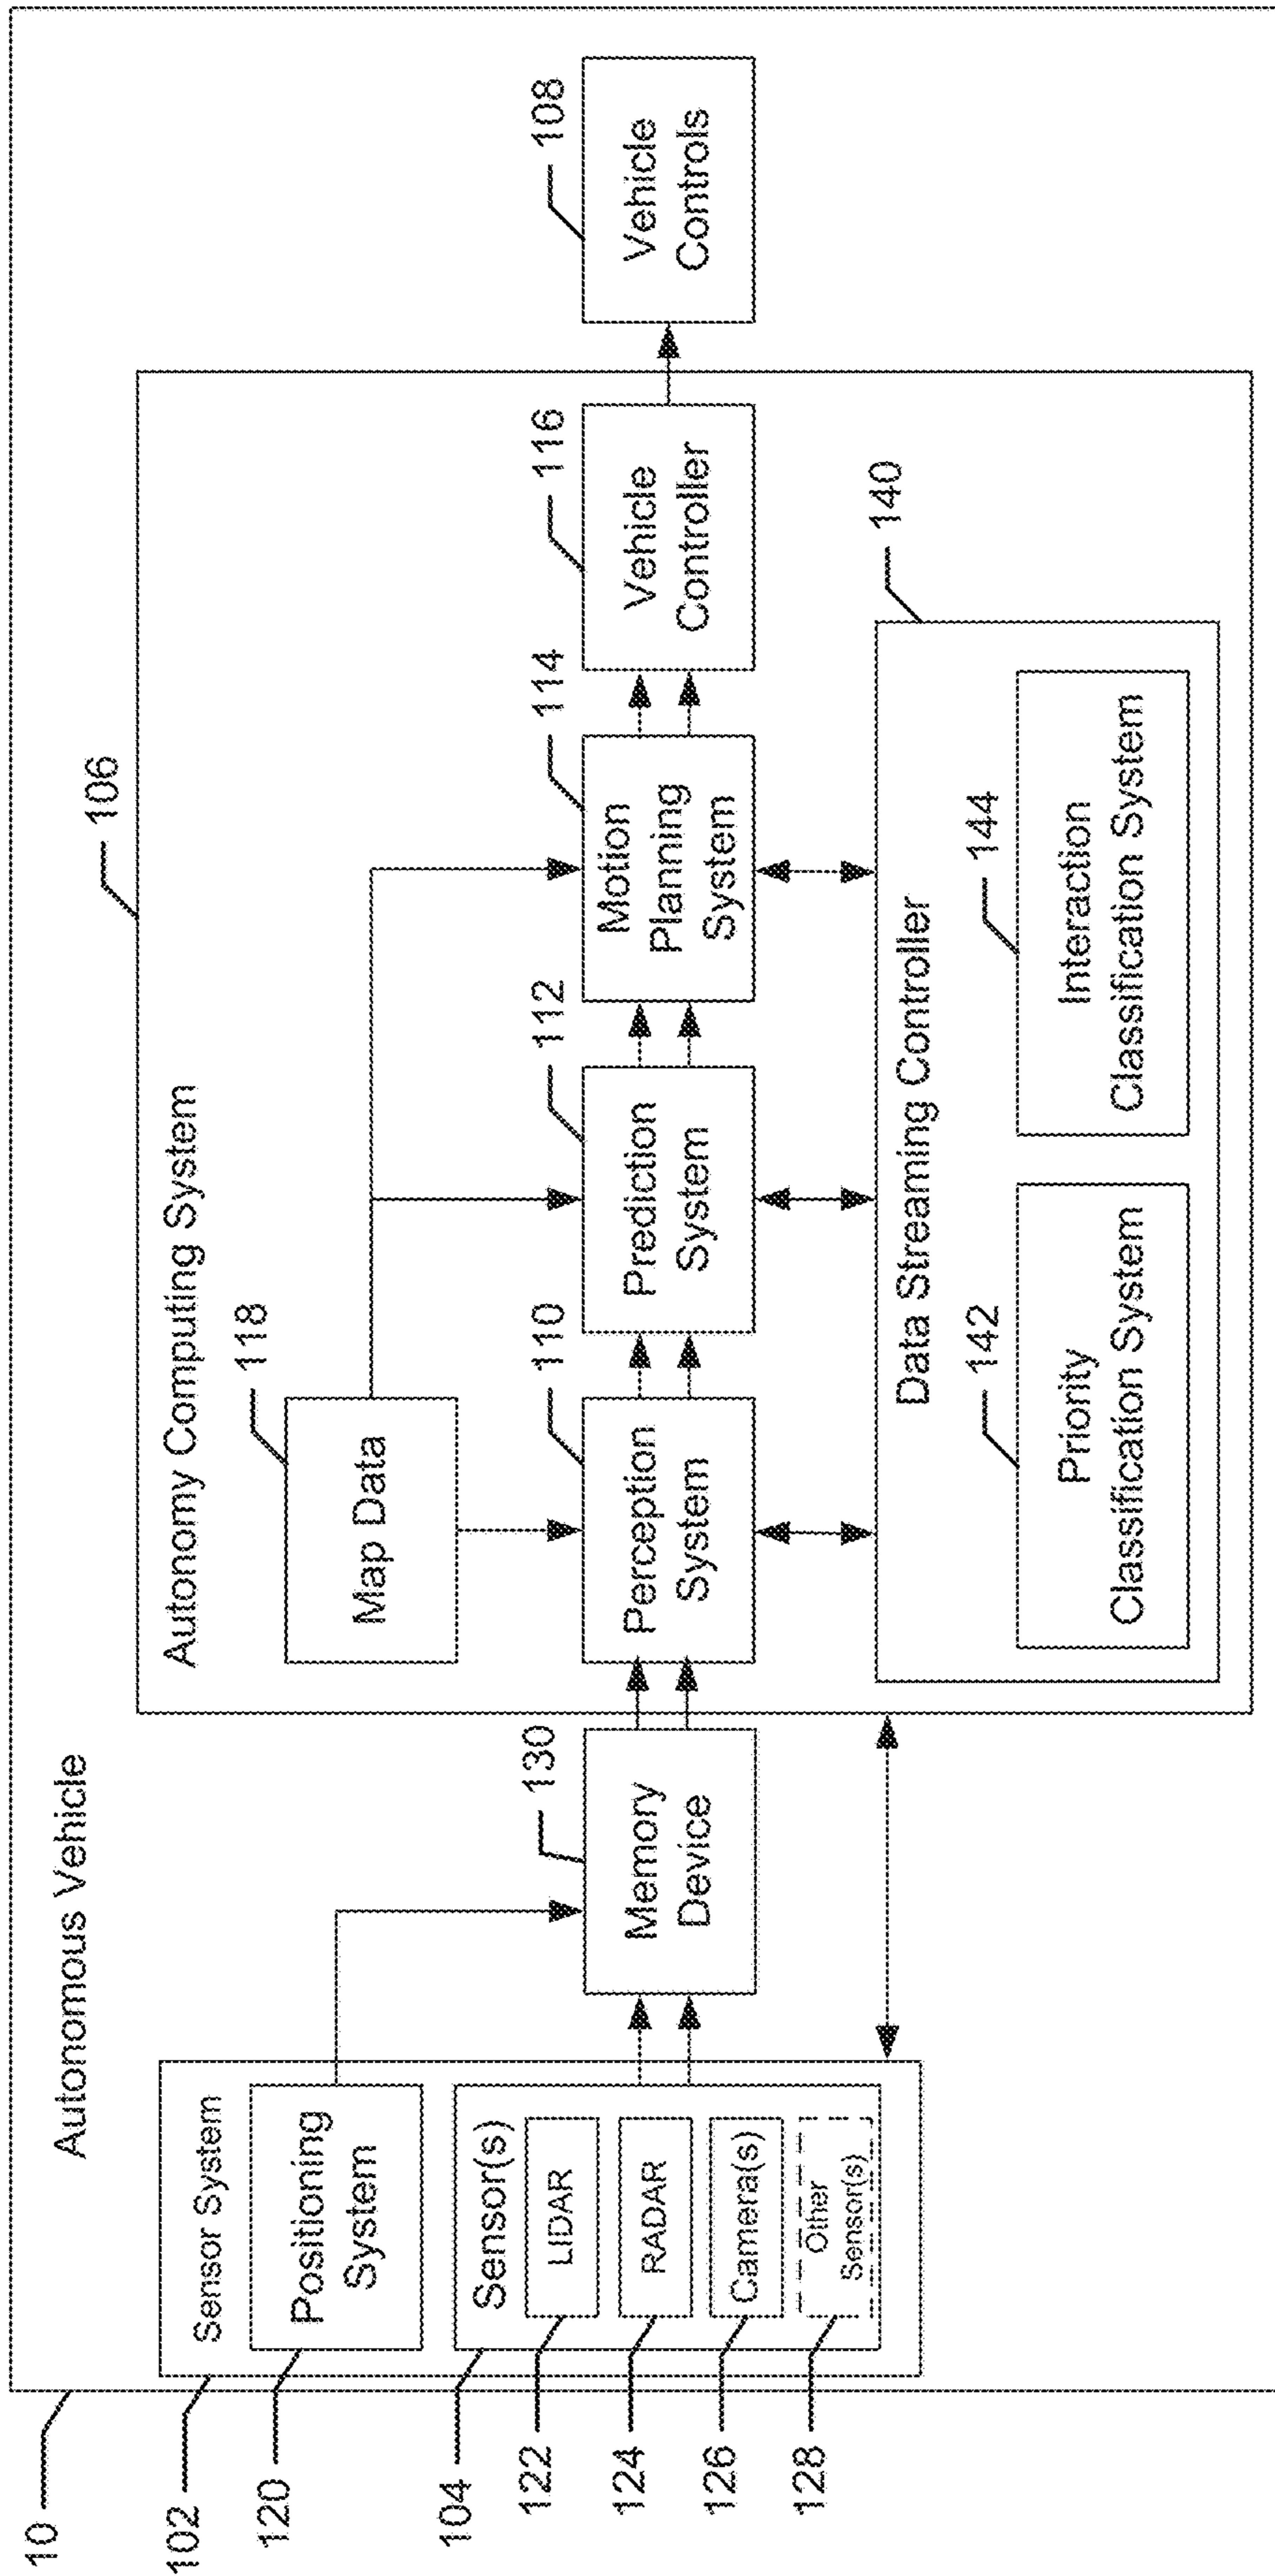 10
Autonomous Vehicle
102
Sensor System
120
Positioning
System
104
Sensor(s)
122
LIDAR
124
RADAR
126
Camera(s)
128
Other
Sensor(s)
130
Memory
Device
106
Autonomy Computing System
118
Map Data
110
Perception
System
112
Prediction
System
114
Motion
Planning
System
116
Vehicle
Controller
108
Vehicle
Controls
140
Data Streaming Controller
142
Priority
Classification System
144
Interaction
Classification System